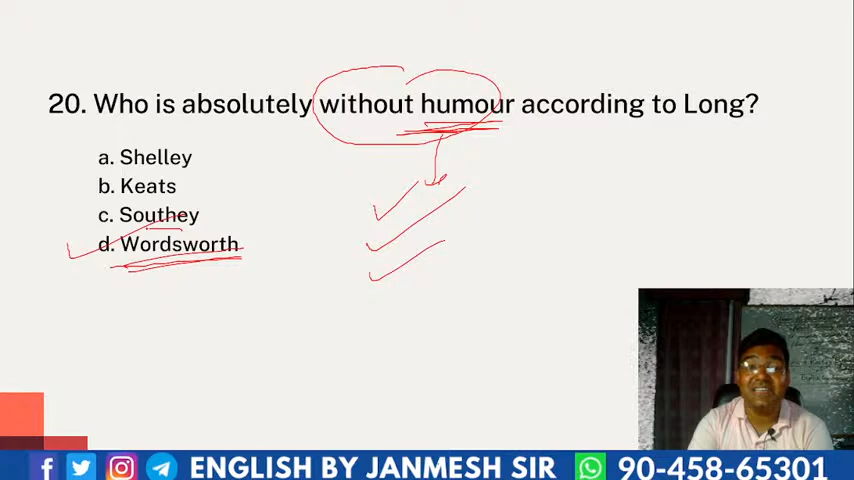 20. Who is absolutely without humour according to Long?
a. Shelley
b. Keats
c. Southey
d. Wordsworth
ENGLISH BY JANMESH SIR 90-458-65301